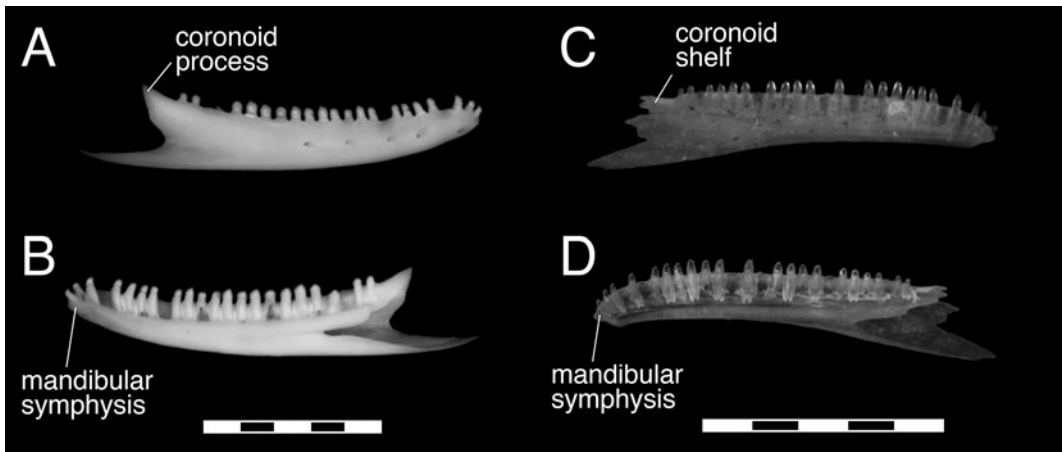 A
coronoid
process
C
coronoid
shelf
B
mandibular
symphysis
D
mandibular
symphysis